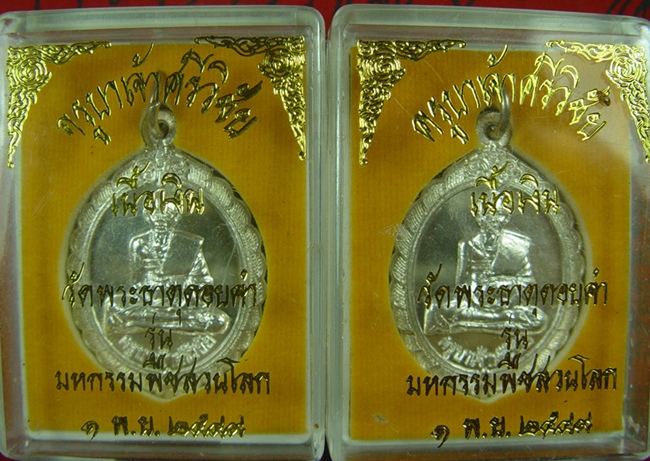 ครูบาเจ้าศรีวิชัย
เนื้อเงิน
วัดพระธาตุดอยคำ
รุ่น
มหกรรมพืชสวนโลก
๑ พ.ย. ๒๕๔๙
ครูบาเจ้าศรีวิชัย
เนื้อเงิน
วัดพระธาตุดอยคำ
รุ่น
มหกรรมพืชสวนโลก
๑ พ.ย. ๒๕๔๙